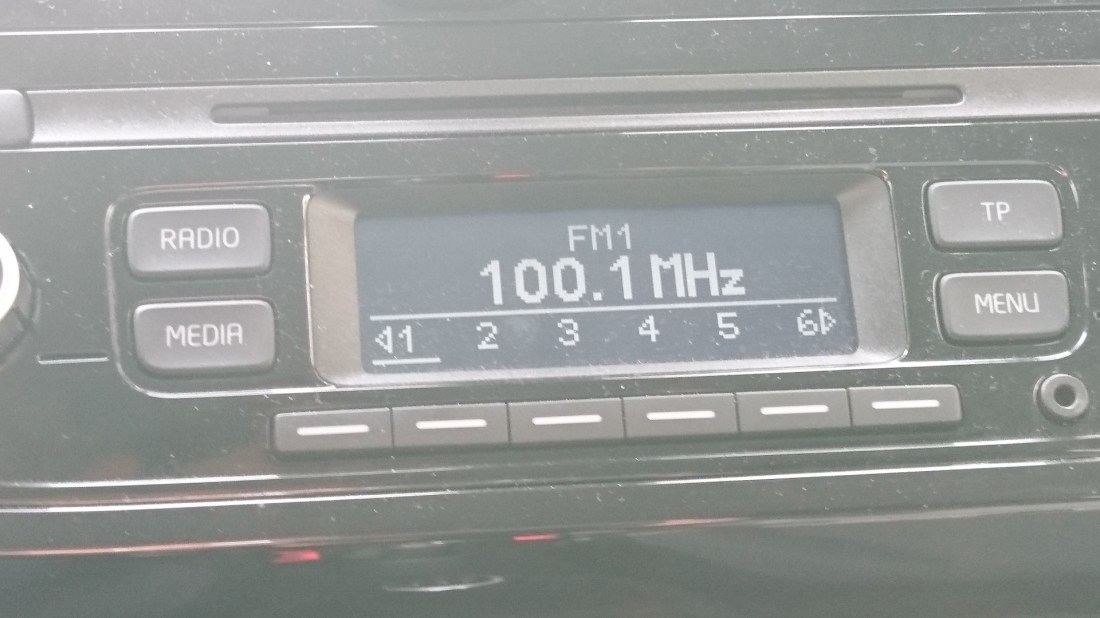 RADIO
MEDIA
FM1
100.1 MHz
1 2 3 4 5 6
TP
MENU